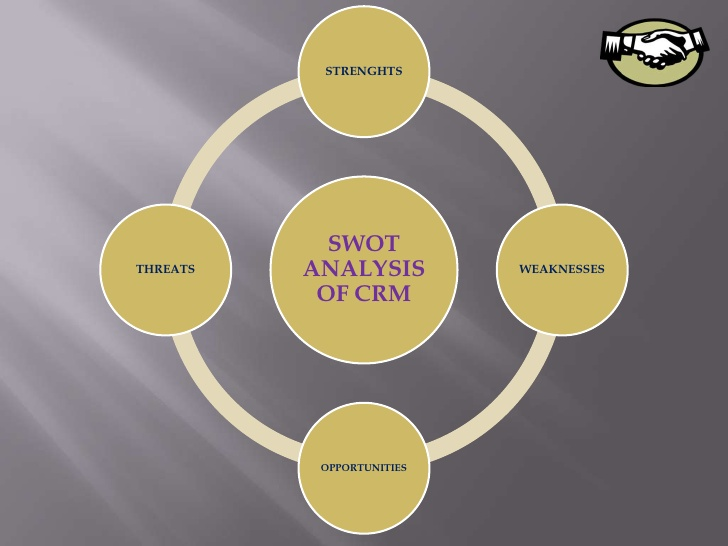 STRENGHTS
SWOT
ANALYSIS
OF CRM
THREATS
WEAKNESSES
OPPORTUNITIES